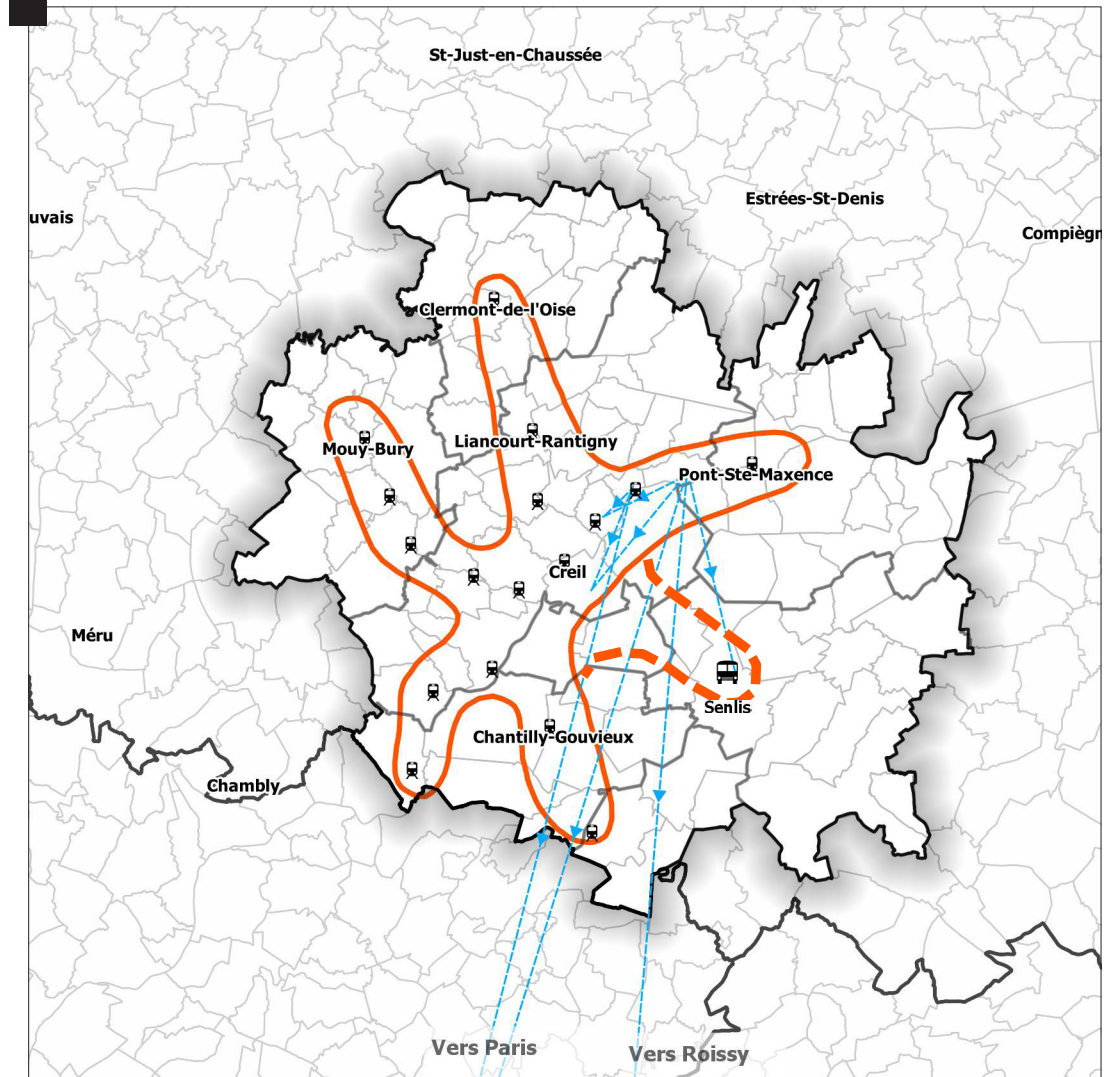 St-Just-en-Chaussée
Estrées-St-Denis
uvais
Compiègn
Clermont-de-l'Oise
Liancourt-Rantigny
Mouy-Bury
Pont-Ste-Maxence
Creil
Méru
Senlis
Chantilly-Gouvieux
Chambly
Vers Paris
Vers Roissy